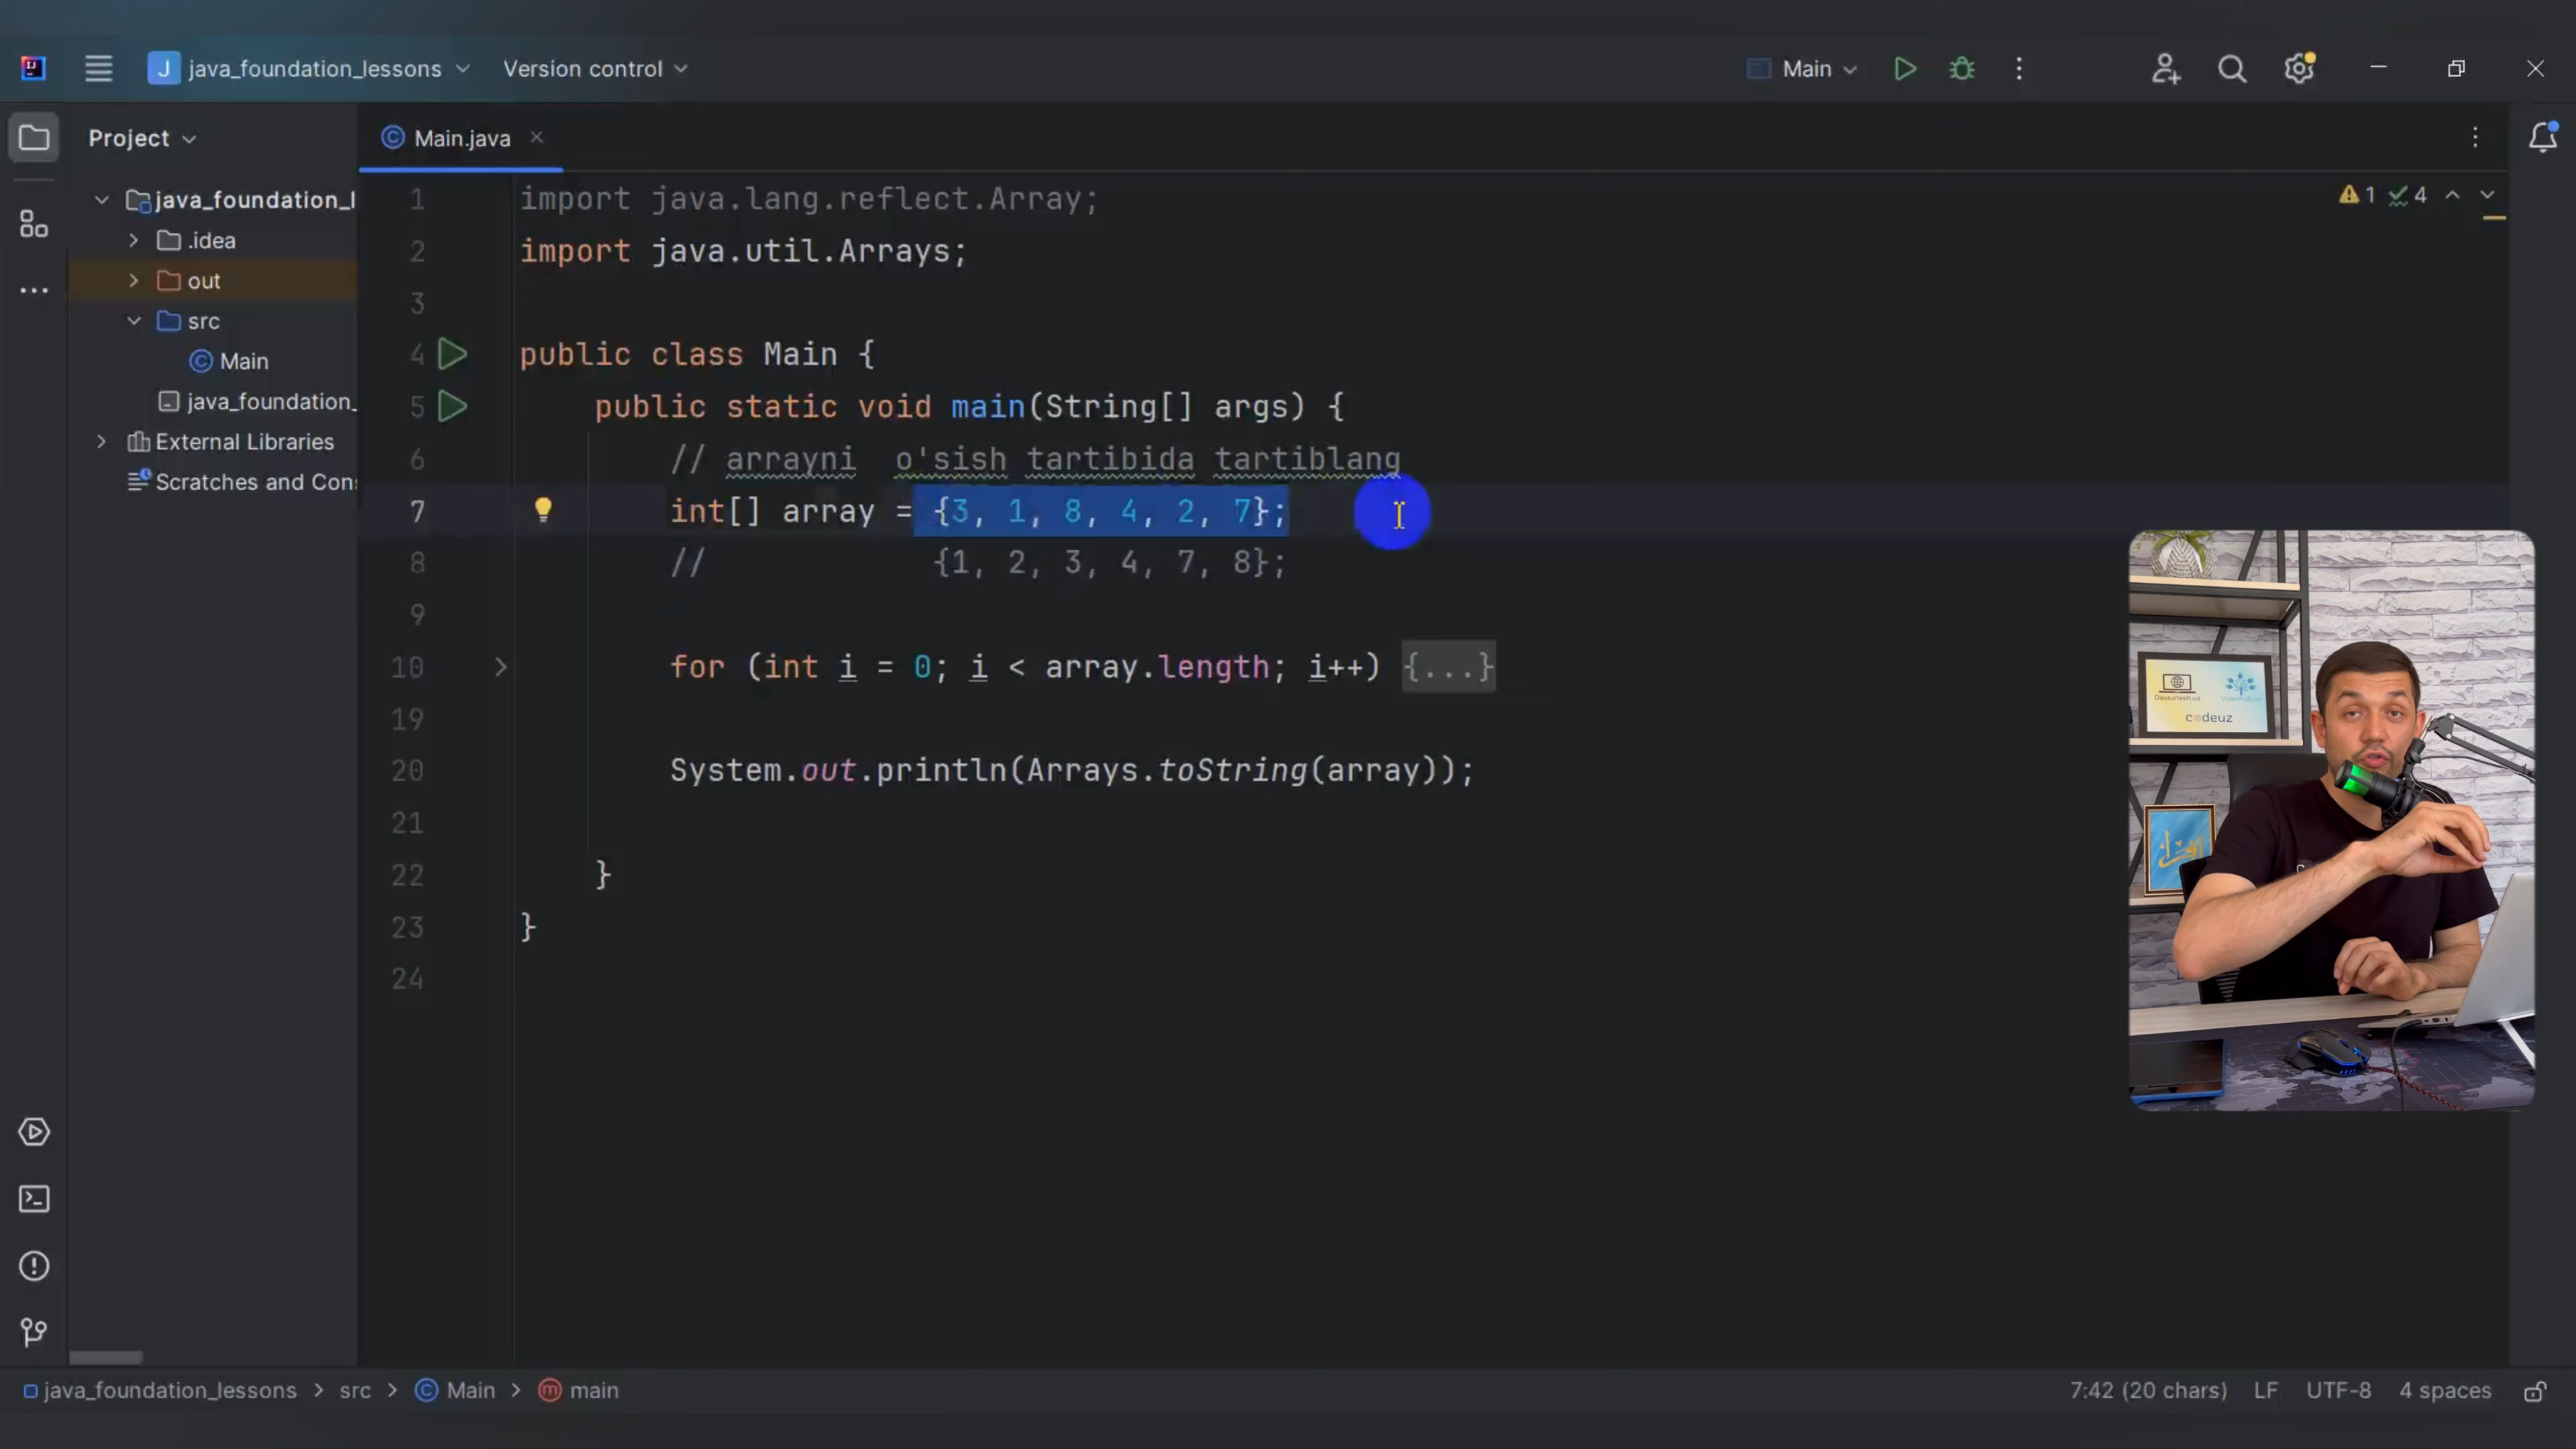 J java_foundation_lessons Version control Main
Project
Main.java
java_foundation_l
.idea
out
src
Main
java_foundation_
External Libraries
Scratches and Con
1 import java.lang.reflect.Array;
2 import java.util.Arrays;
3
4 public class Main {
5 public static void main(String[] args) {
6 // arrayni o'sish tartibida tartiblang
7 int[] array = {3, 1, 8, 4, 2, 7};
8 // {1, 2, 3, 4, 7, 8};
9
10 for (int i = 0; i < array.length; i++) {...}
19
20 System.out.println(Arrays.toString(array));
21
22 }
23 }
24
1 4
Dasturlash.uz
codeuz
java_foundation_lessons > src > Main > main
7:42 (20 chars) LF UTF-8 4 spaces